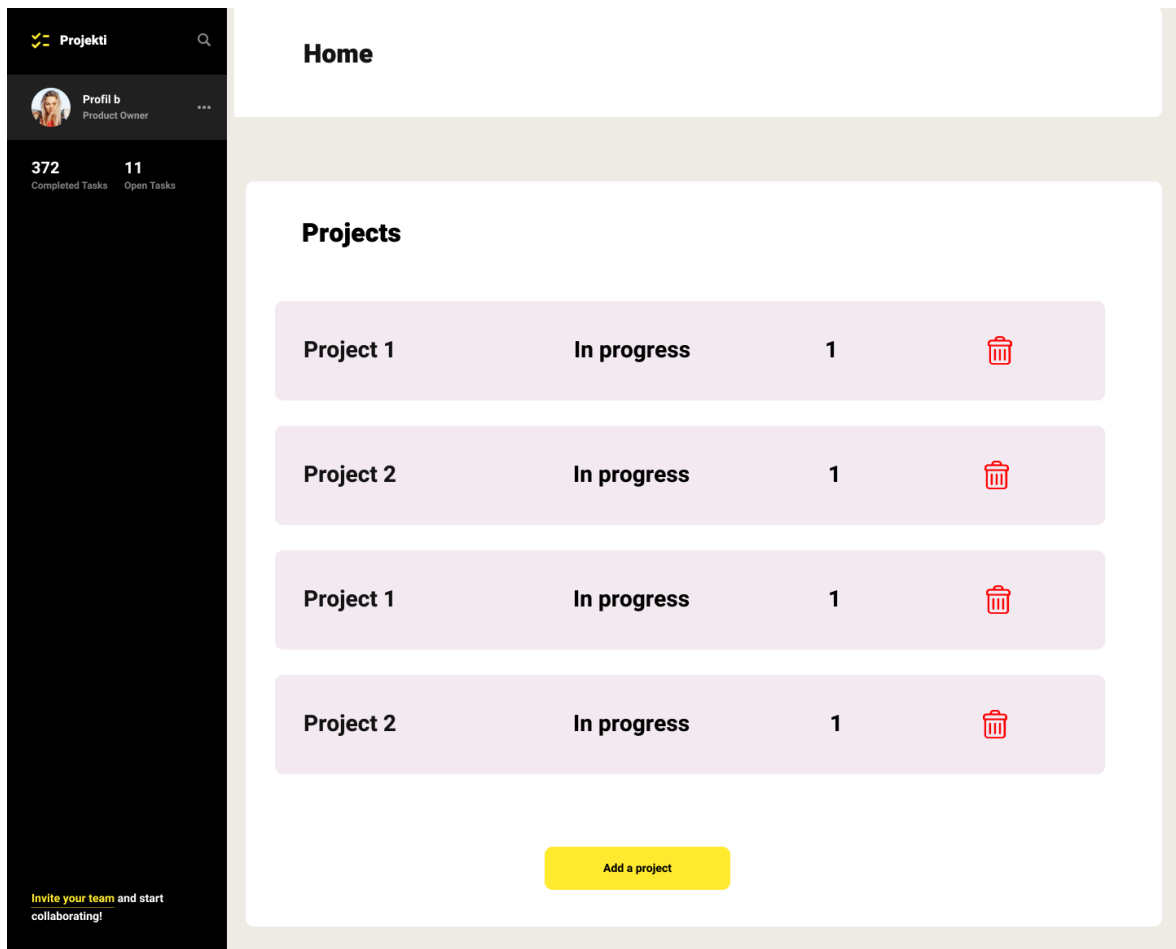 Projekti
Profil b
Product Owner
372 11
Completed Tasks Open Tasks
Invite your team and start
collaborating!
Home
Projects
Project 1 In progress 1
Project 2 In progress 1
Project 1 In progress 1
Project 2 In progress 1
Add a project